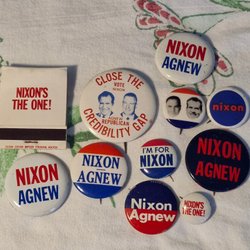 NIXON
AGNEW
NIXON'S
THE ONE!
CLOSE THE
VOTE
REPUBLICAN
CREDIBILITY GAP
NIXON
NIXON
AGNEW
I'M FOR
NIXON
NIXON
AGNEW
NIXON
AGNEW
Nixon
Agnew
NIXON'S
THE ONE!